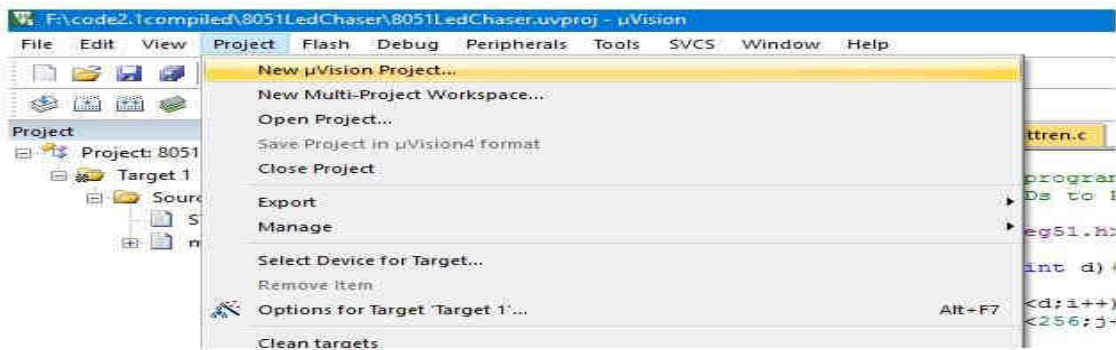 F:\code2.1compiled\8051LedChaser\8051LedChaser.uvproj - µVision
File Edit View Project Flash Debug Peripherals Tools SVCS Window Help
New µVision Project...
New Multi-Project Workspace...
Open Project...
Save Project in µVision4 format
Close Project
Export
Manage
Select Device for Target...
Remove Item
Options for Target 'Target 1'... Alt+F7
Clean targets
Project
Project: 8051
Target 1
Sourc
S
m
ttren.c
program
Ds to
eg51.h>
int d)
<d;i++)
<256;j